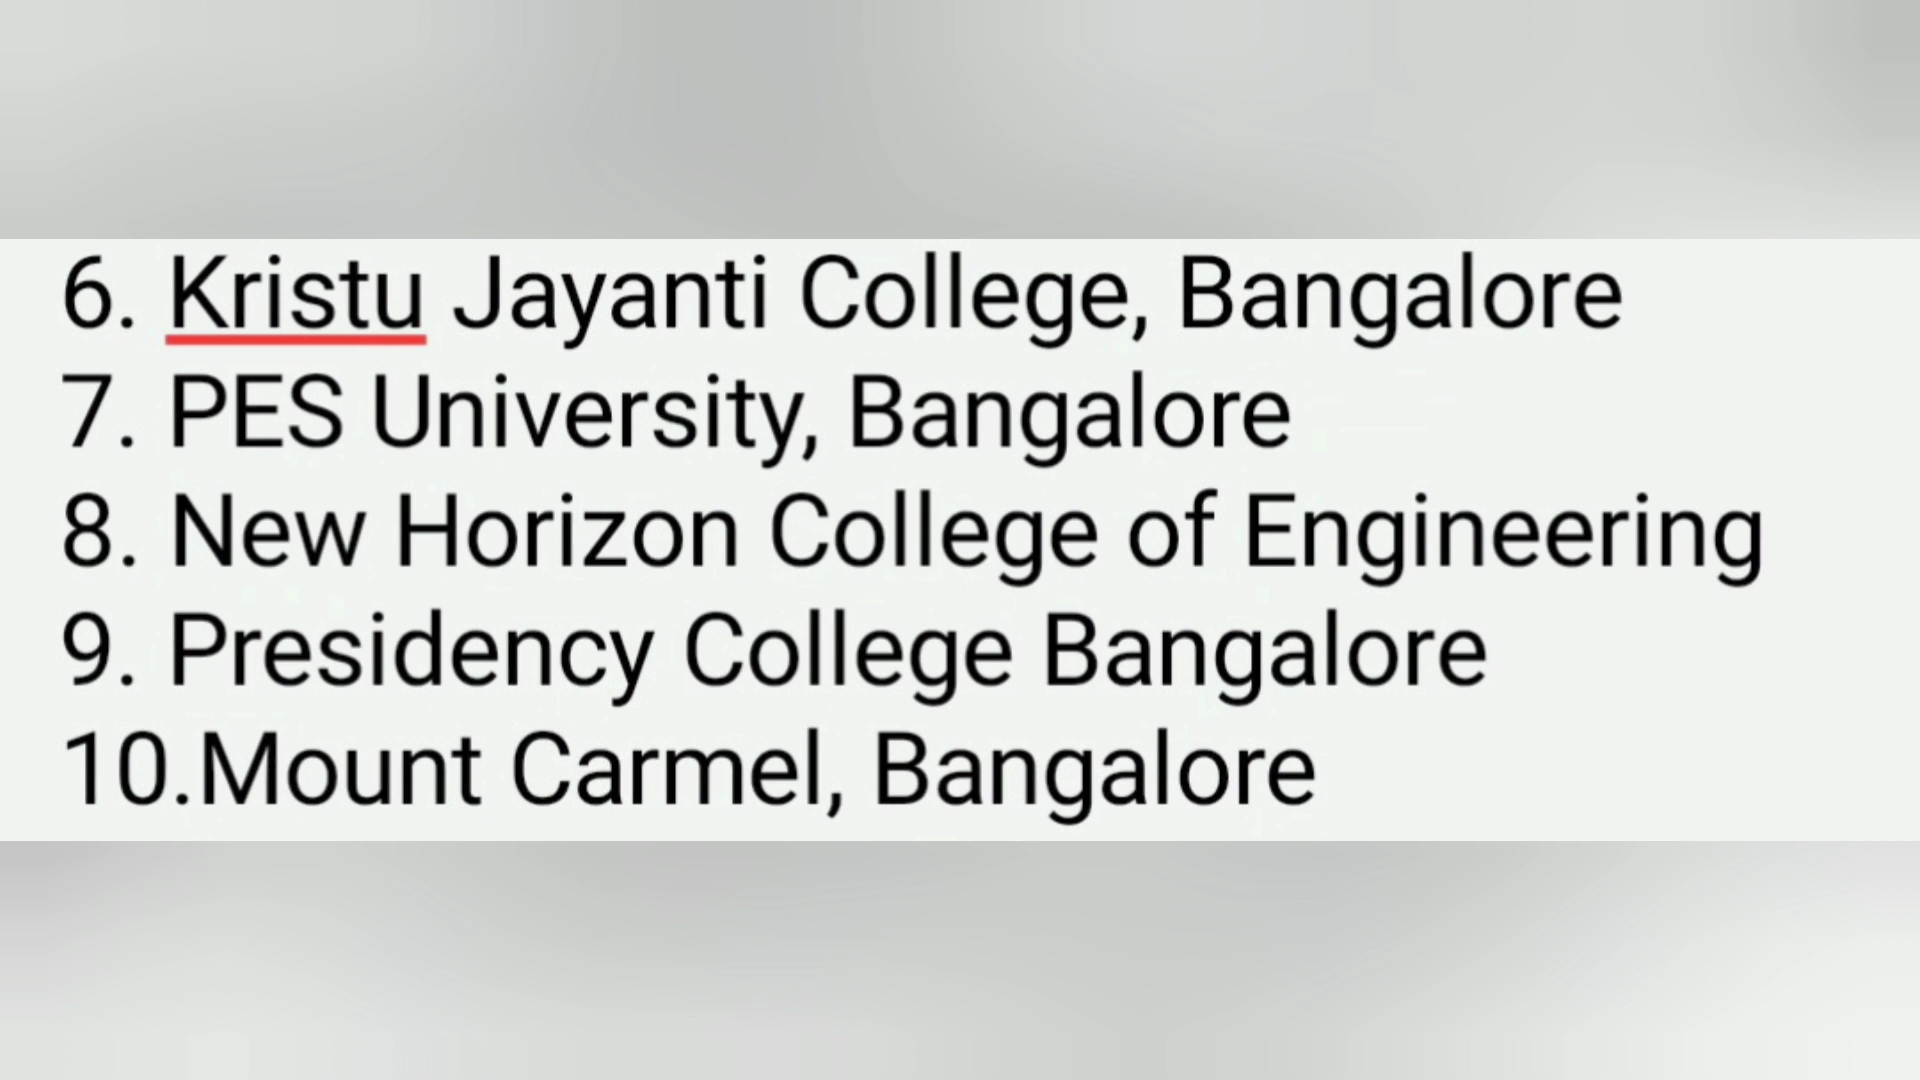 6. Kristu Jayanti College, Bangalore
7. PES University, Bangalore
8. New Horizon College of Engineering
9. Presidency College Bangalore
10.Mount Carmel, Bangalore